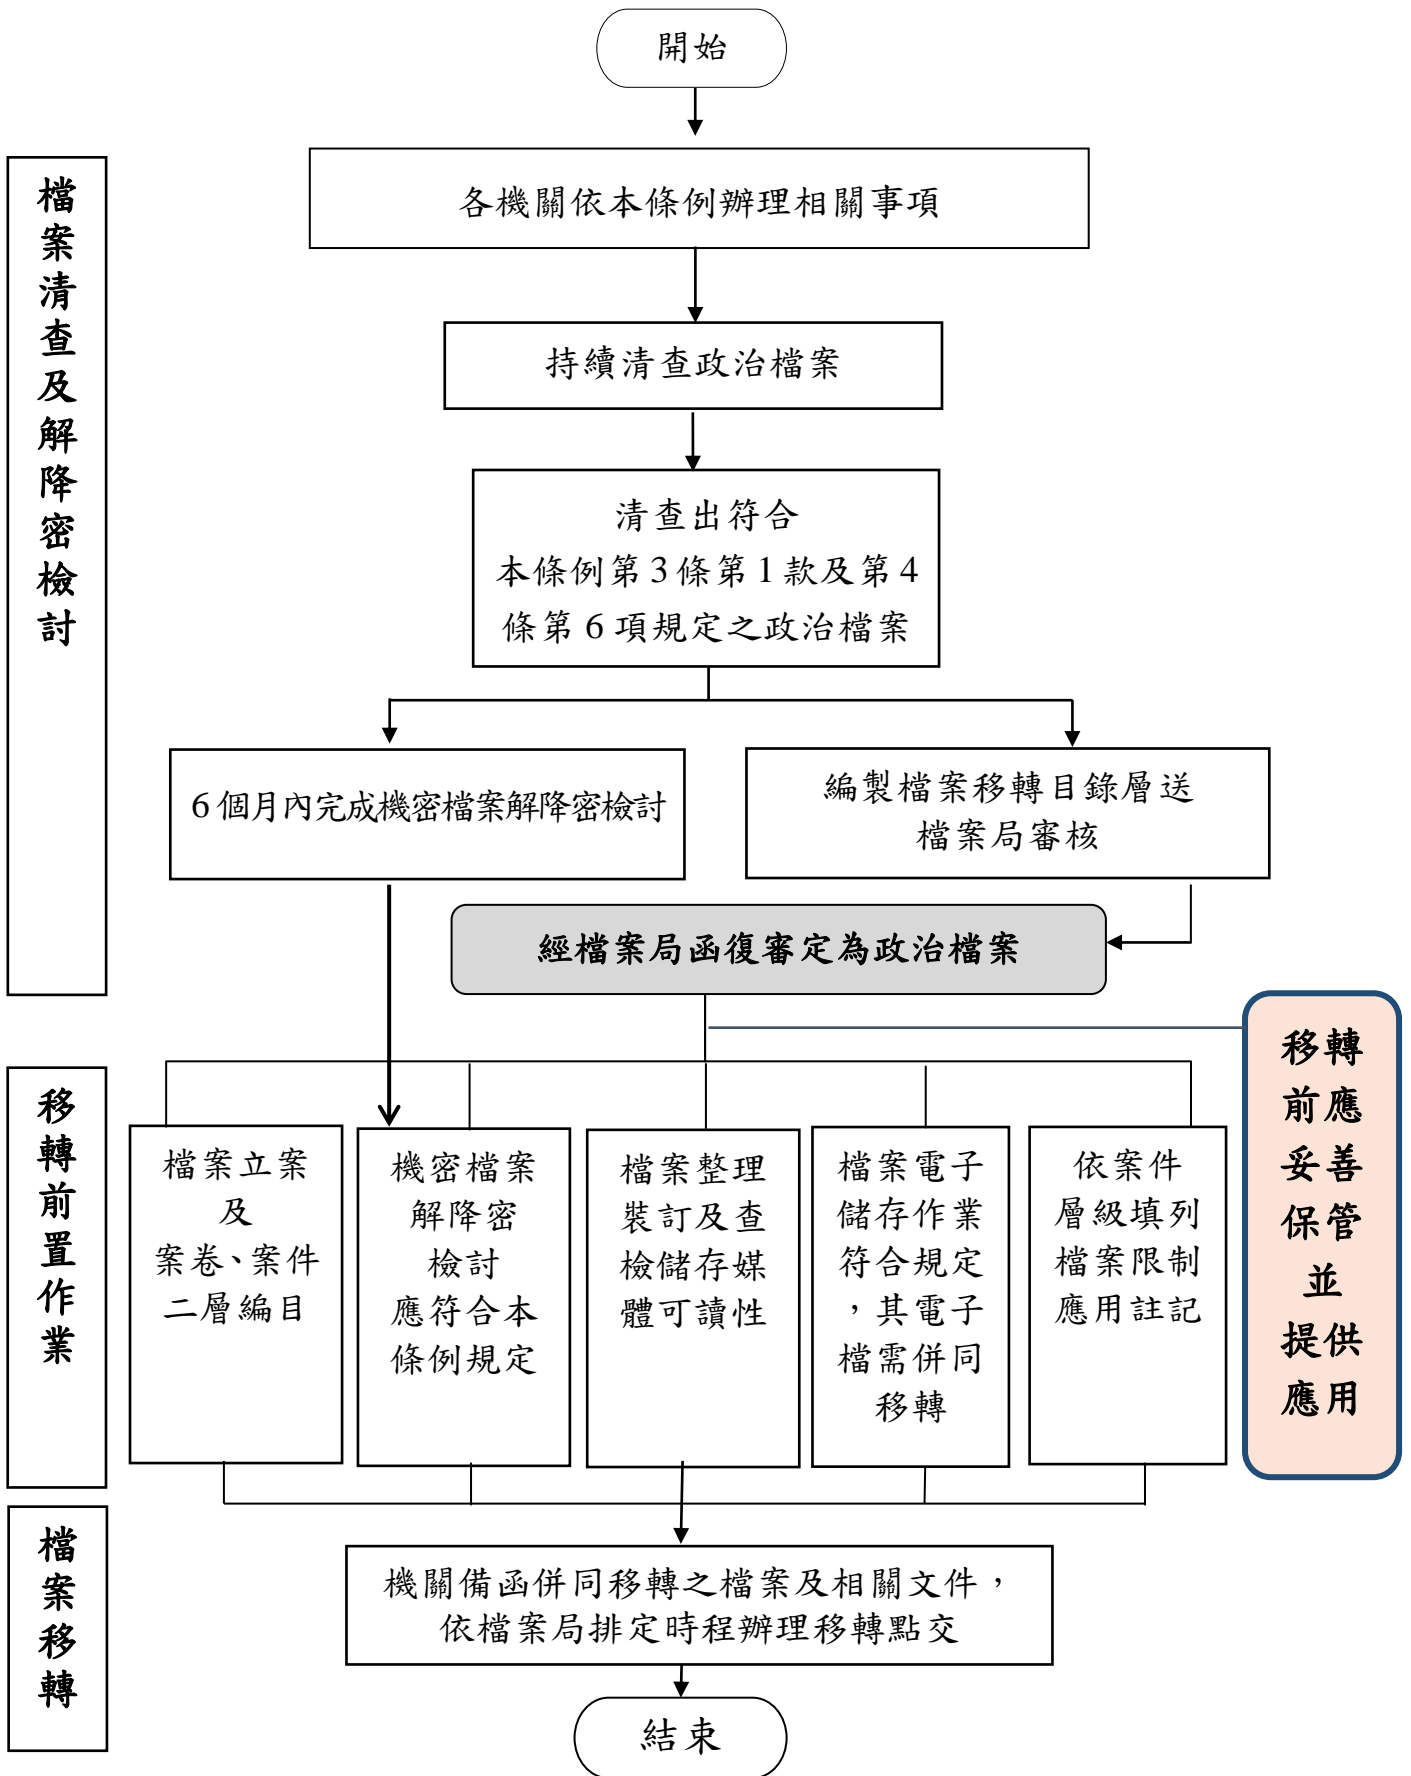 開始
檔案清查及解降密檢討
各機關依本條例辦理相關事項
持續清查政治檔案
清查出符合
本條例第3條第1款及第4
條第6項規定之政治檔案
6個月內完成機密檔案解降密檢討
編製檔案移轉目錄層送
檔案局審核
經檔案局函復審定為政治檔案
移轉
前應
妥善
保管
並
提供
應用
移轉前置作業
檔案立案
及
案卷、案件
二層編目
機密檔案
解降密
檢討
應符合本
條例規定
檔案整理
裝訂及查
檢儲存媒
體可讀性
檔案電子
儲存作業
符合規定
，其電子
檔需併同
移轉
依案件
層級填列
檔案限制
應用註記
檔案移轉
機關備函併同移轉之檔案及相關文件，
依檔案局排定時程辦理移轉點交
結束